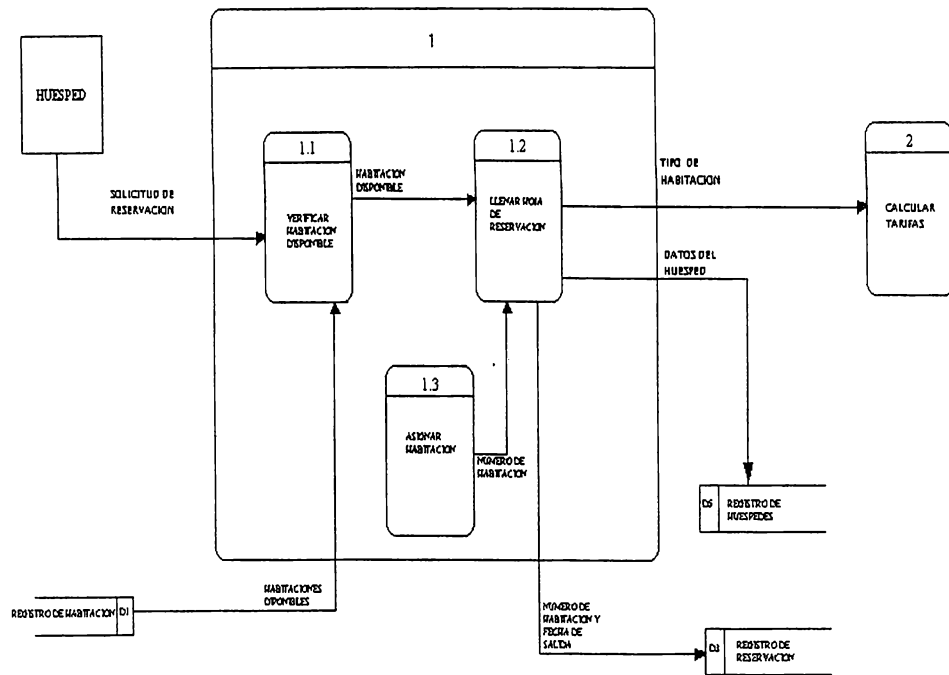 1
HUESPED
1.1
1.2
2
HABITACION
DISPONIBLE
TIPO DE
HABITACION
SOLICITUD DE
RESERVACION
VERIFICAR
HABITACION
DISPONIBLE
LLENAR HOJA
DE
RESERVACION
CALCULAR
TARIFAS
DATOS DEL
HUESPED
1.3
ASIGNAR
HABITACION
NUMERO DE
HABITACION
D5
REGISTRO DE
HUESPEDES
HABITACIONES
DIPONIBLES
REGISTRO DE HABITACION
D1
NUMERO DE
HABITACION Y
FECHA DE
SALIDA
REGISTRO DE
RESERVACION